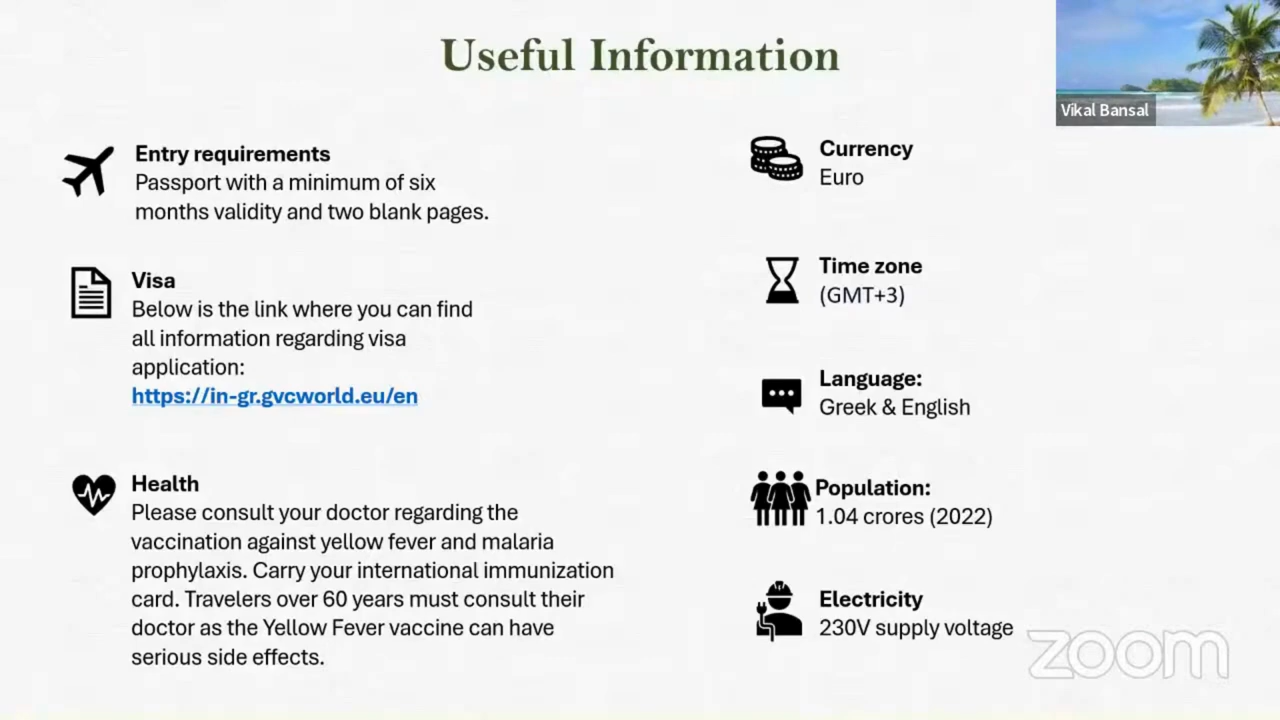 Useful Information
Vikal Bansal
Entry requirements
Passport with a minimum of six
months validity and two blank pages.
Visa
Below is the link where you can find
all information regarding visa
application:
https://in-gr.gvcworld.eu/en
Health
Please consult your doctor regarding the
vaccination against yellow fever and malaria
prophylaxis. Carry your international immunization
card. Travelers over 60 years must consult their
doctor as the Yellow Fever vaccine can have
serious side effects.
Currency
Euro
Time zone
(GMT+3)
Language:
Greek & English
Population:
1.04 crores (2022)
Electricity
230V supply voltage
zoom